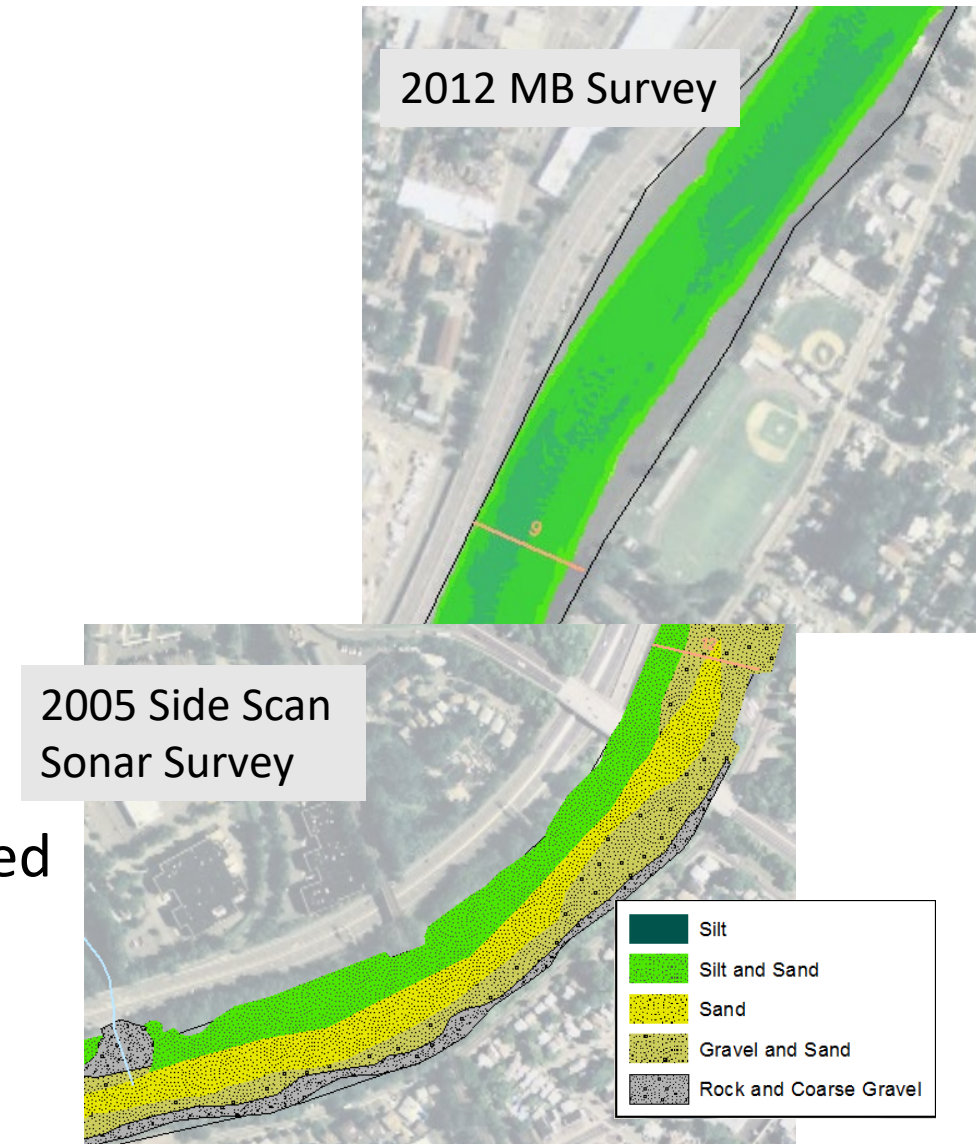 2012 MB Survey
9
2005 Side Scan
Sonar Survey
9
ed
Silt
Silt and Sand
Sand
Gravel and Sand
Rock and Coarse Gravel